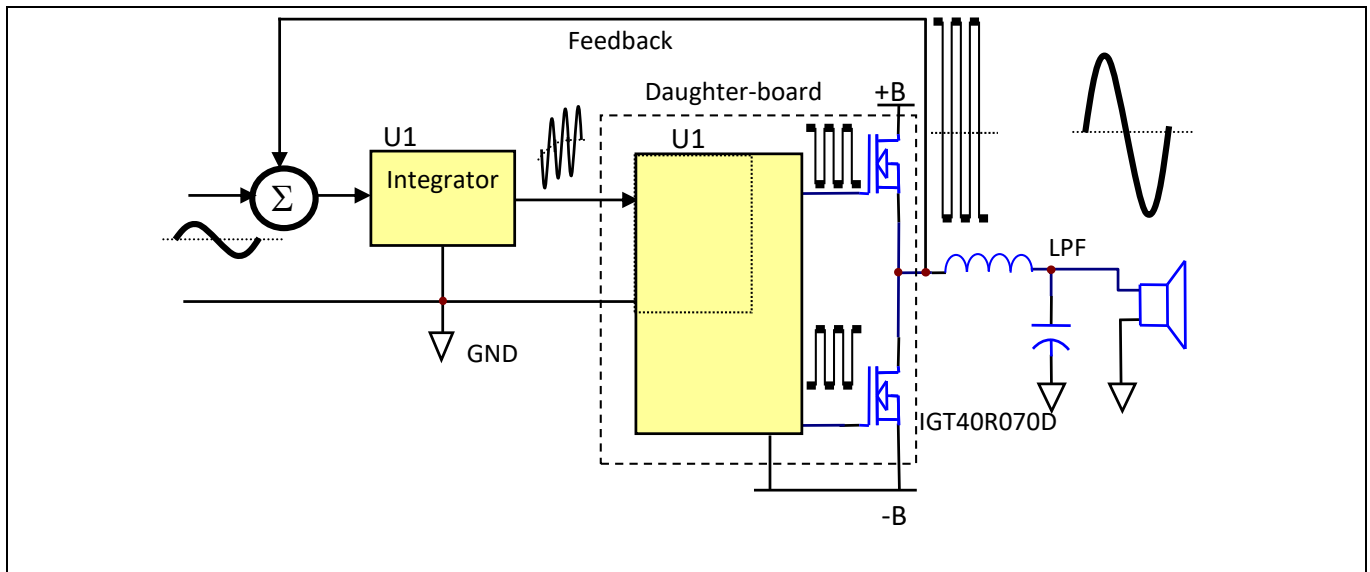 Feedback
Daughter-board
+B
U1
U1
Integrator
Σ
LPF
GND
IGT40R070D
-B